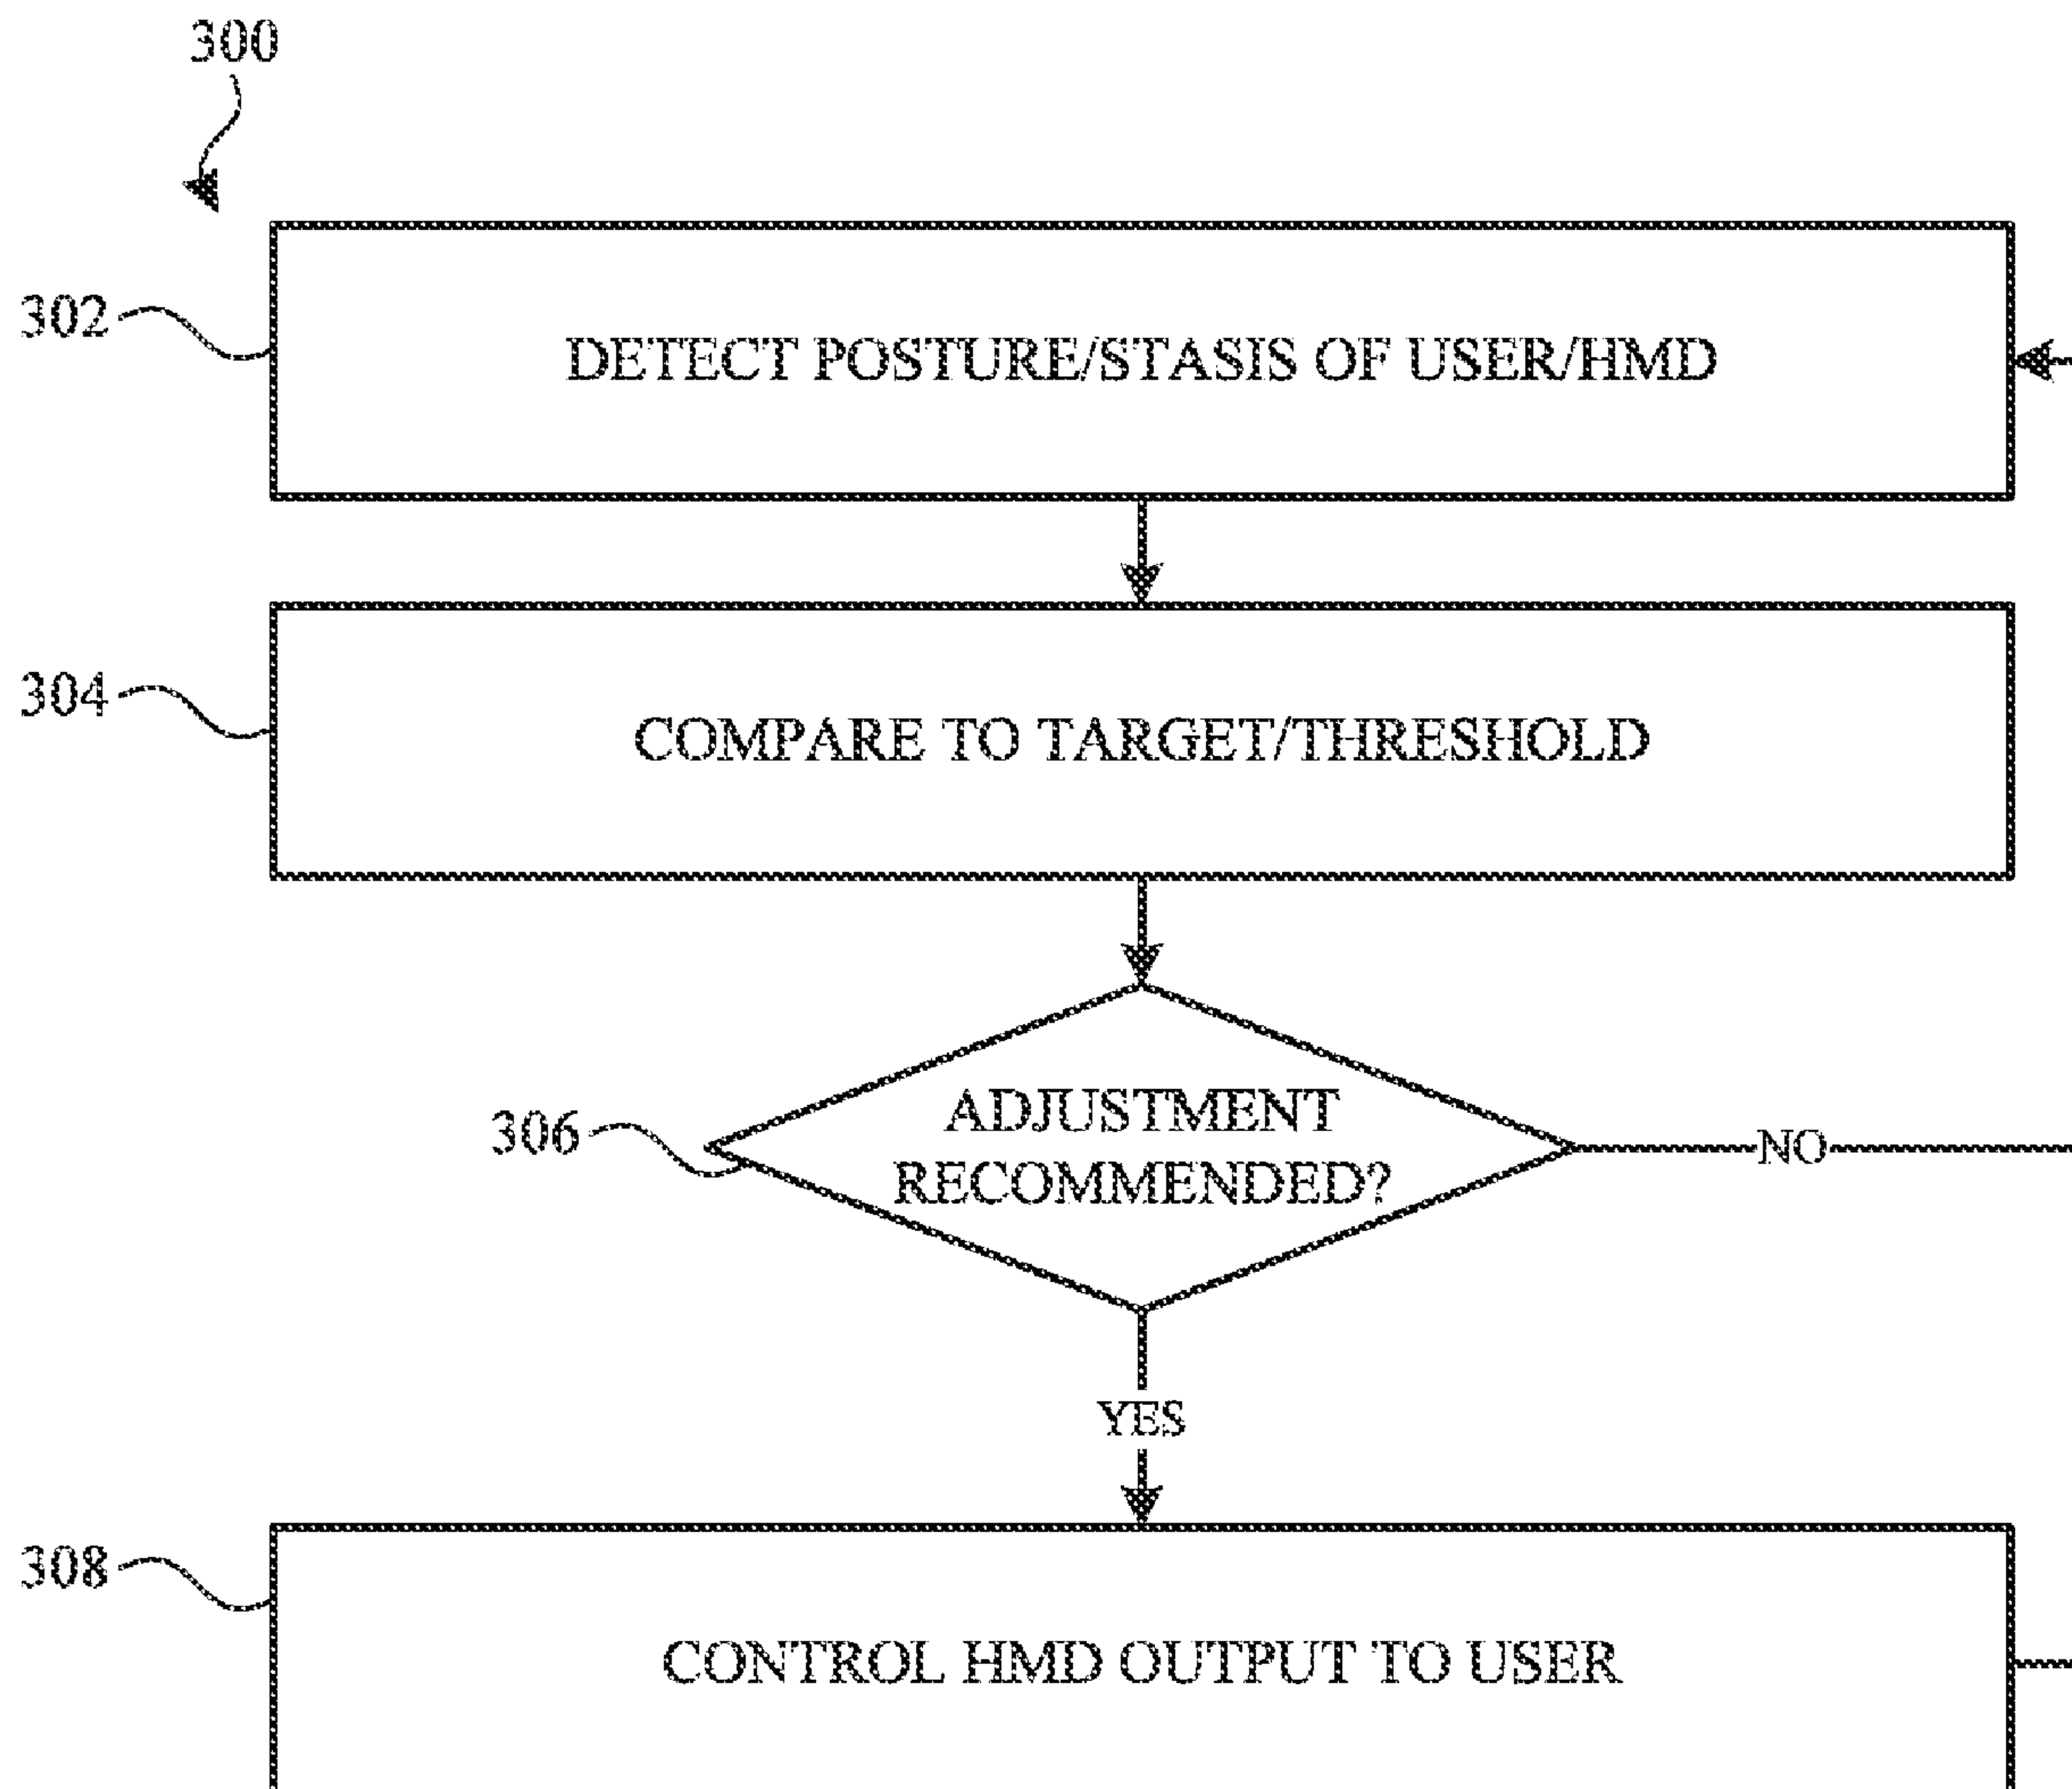 300
302
DETECT POSTURE/STASIS OF USER/HMD
304
COMPARE TO TARGET/THRESHOLD
306
ADJUSTMENT
RECOMMENDED?
NO
YES
308
CONTROL HMD OUTPUT TO USER